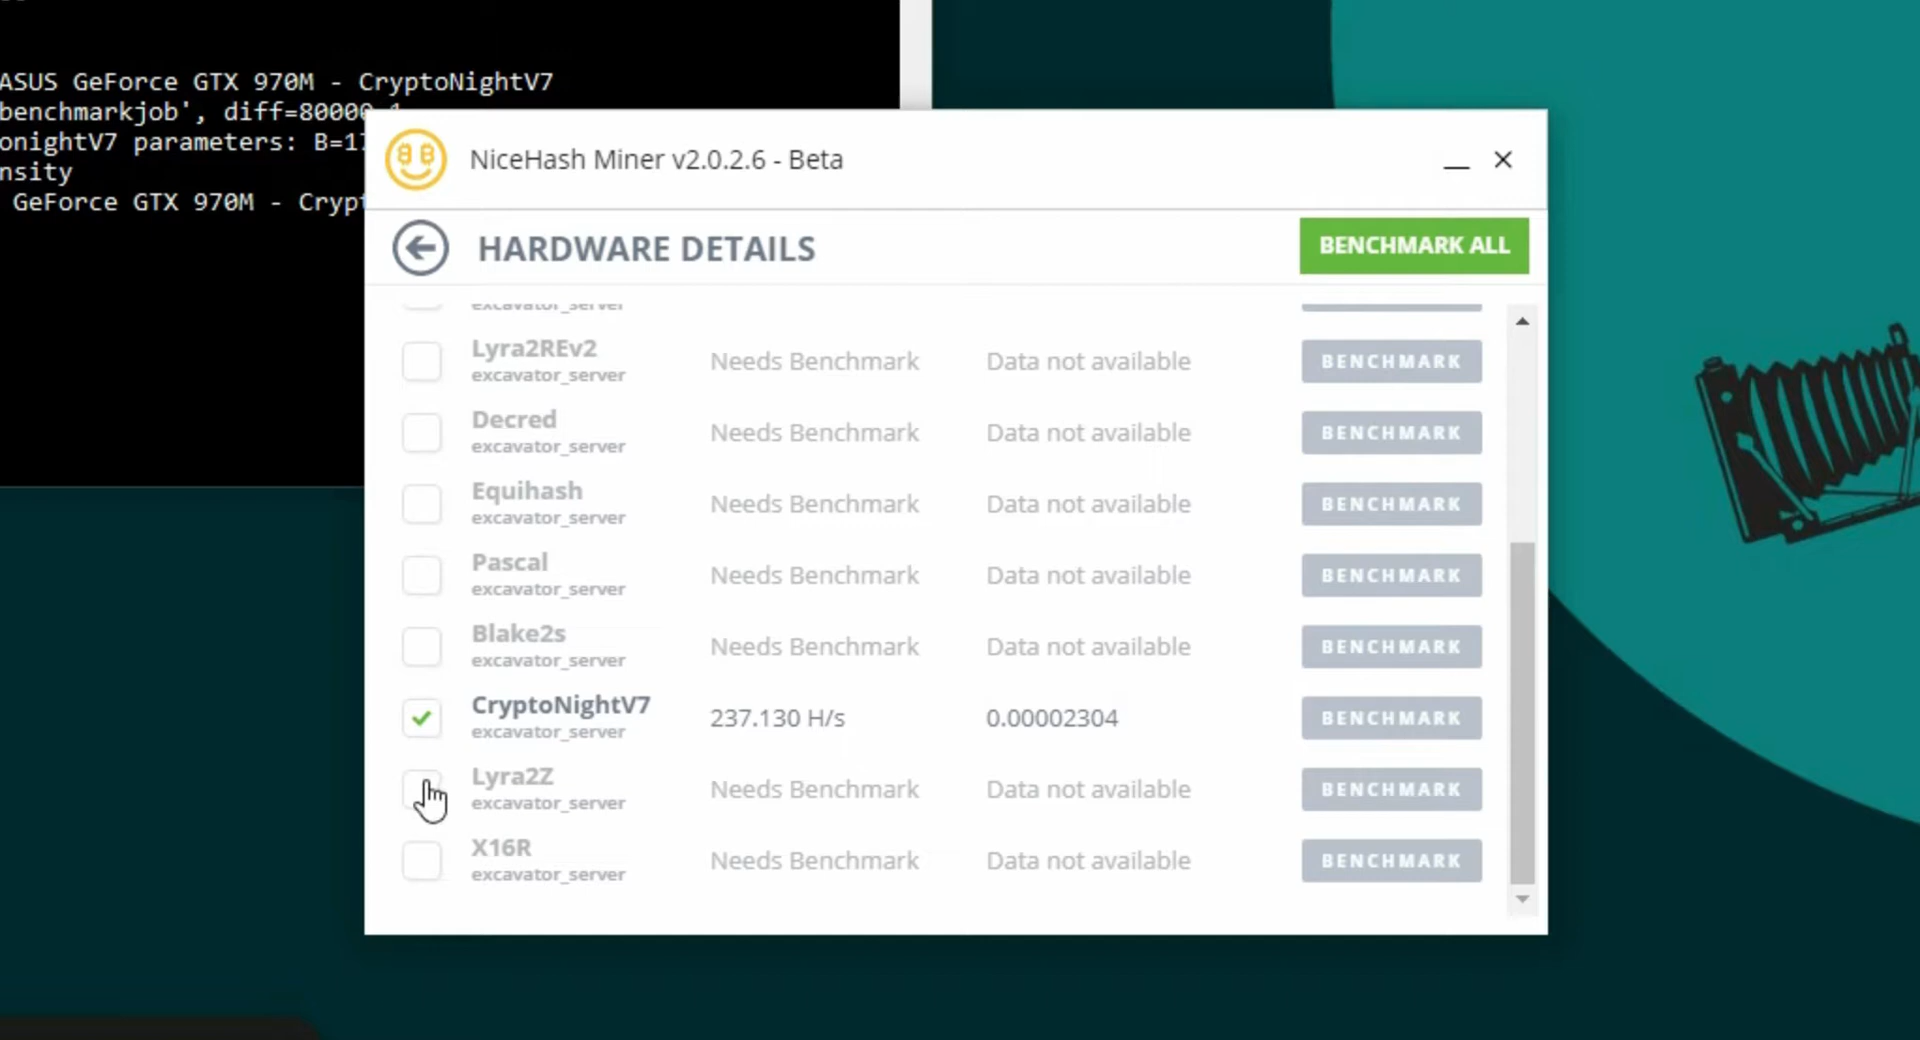 ASUS GeForce GTX 970M - CryptoNightV7
benchmarkjob', diff=80000.1
onightV7 parameters: B=17
nsity
GeForce GTX 970M - Crypt
NiceHash Miner v2.0.2.6 - Beta
HARDWARE DETAILS
BENCHMARK ALL
excavator_server
Lyra2REv2
excavator_server
Needs Benchmark
Data not available
BENCHMARK
Decred
excavator_server
Needs Benchmark
Data not available
BENCHMARK
Equihash
excavator_server
Needs Benchmark
Data not available
BENCHMARK
Pascal
excavator_server
Needs Benchmark
Data not available
BENCHMARK
Blake2s
excavator_server
Needs Benchmark
Data not available
BENCHMARK
CryptoNightV7
excavator_server
237.130 H/s
0.00002304
BENCHMARK
Lyra2Z
excavator_server
Needs Benchmark
Data not available
BENCHMARK
X16R
excavator_server
Needs Benchmark
Data not available
BENCHMARK